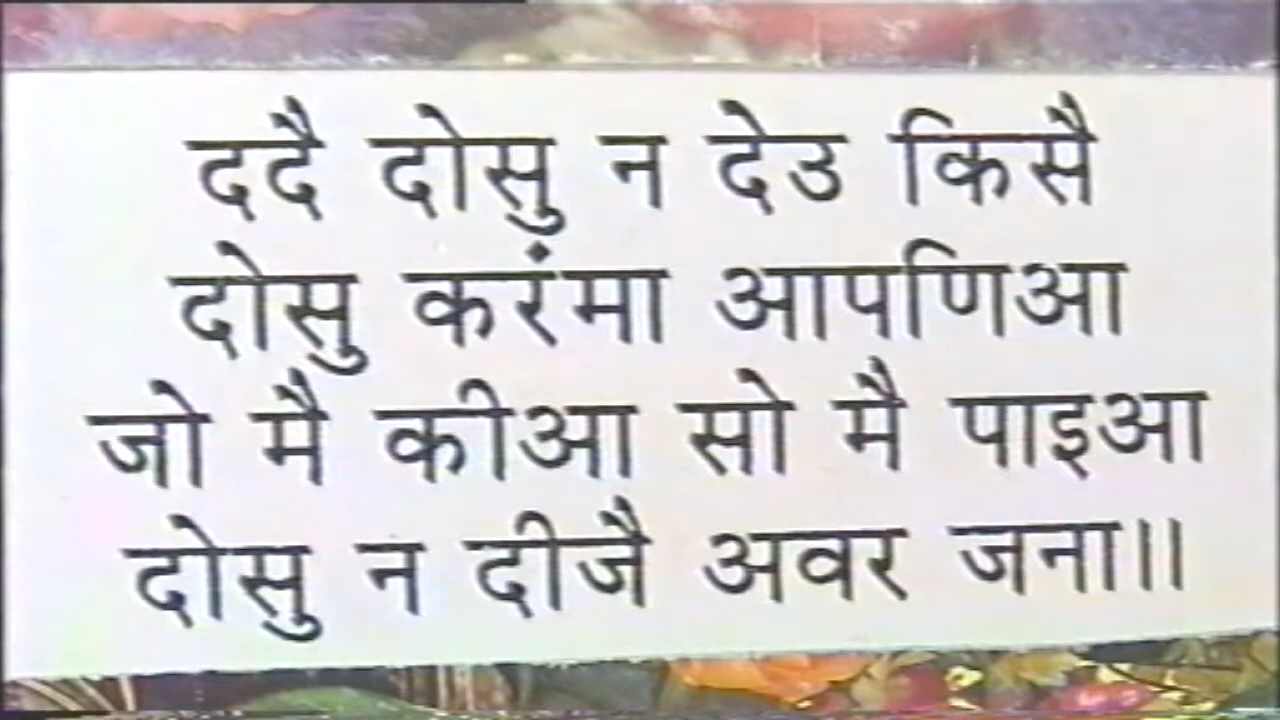 ददै दोसु न देउ किसै
दोसु करंमा आपणिआ
जो मै कीआ सो मै पाइआ
दोसु न दीजै अवर जना॥